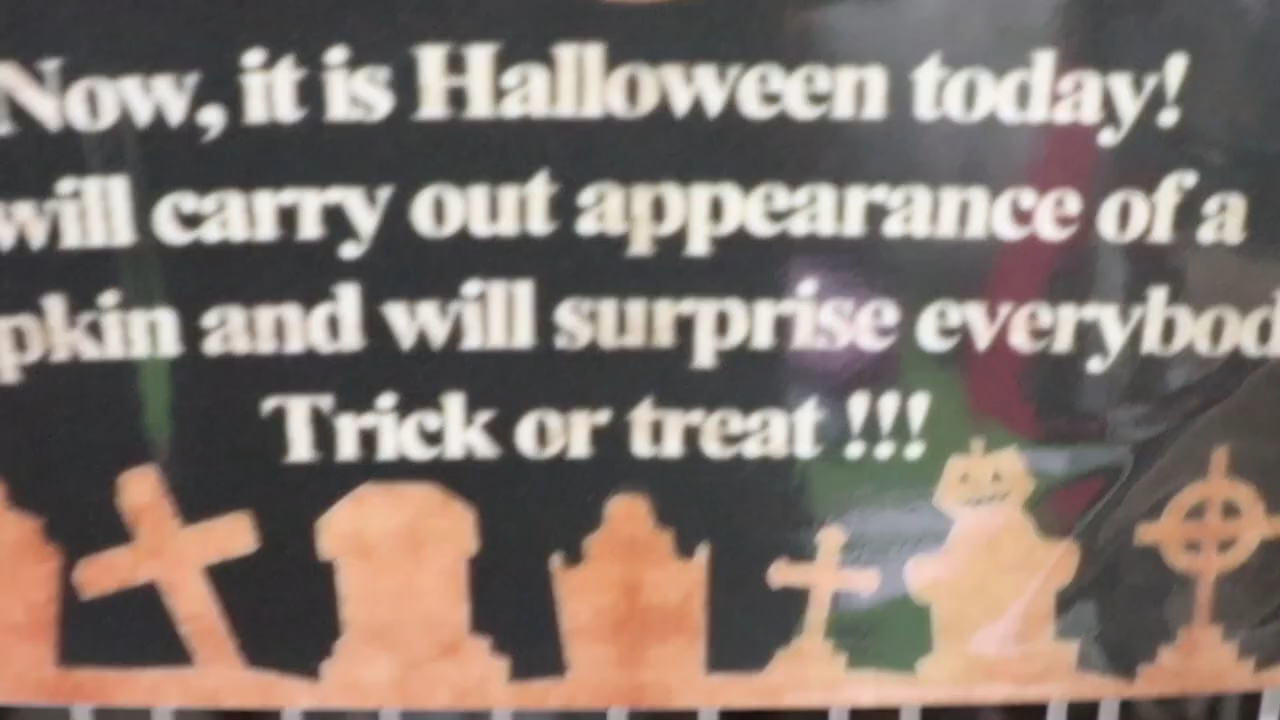 Now, it is Halloween today!
will carry out appearance of a
pkin and will surprise everybod
Trick or treat !!!